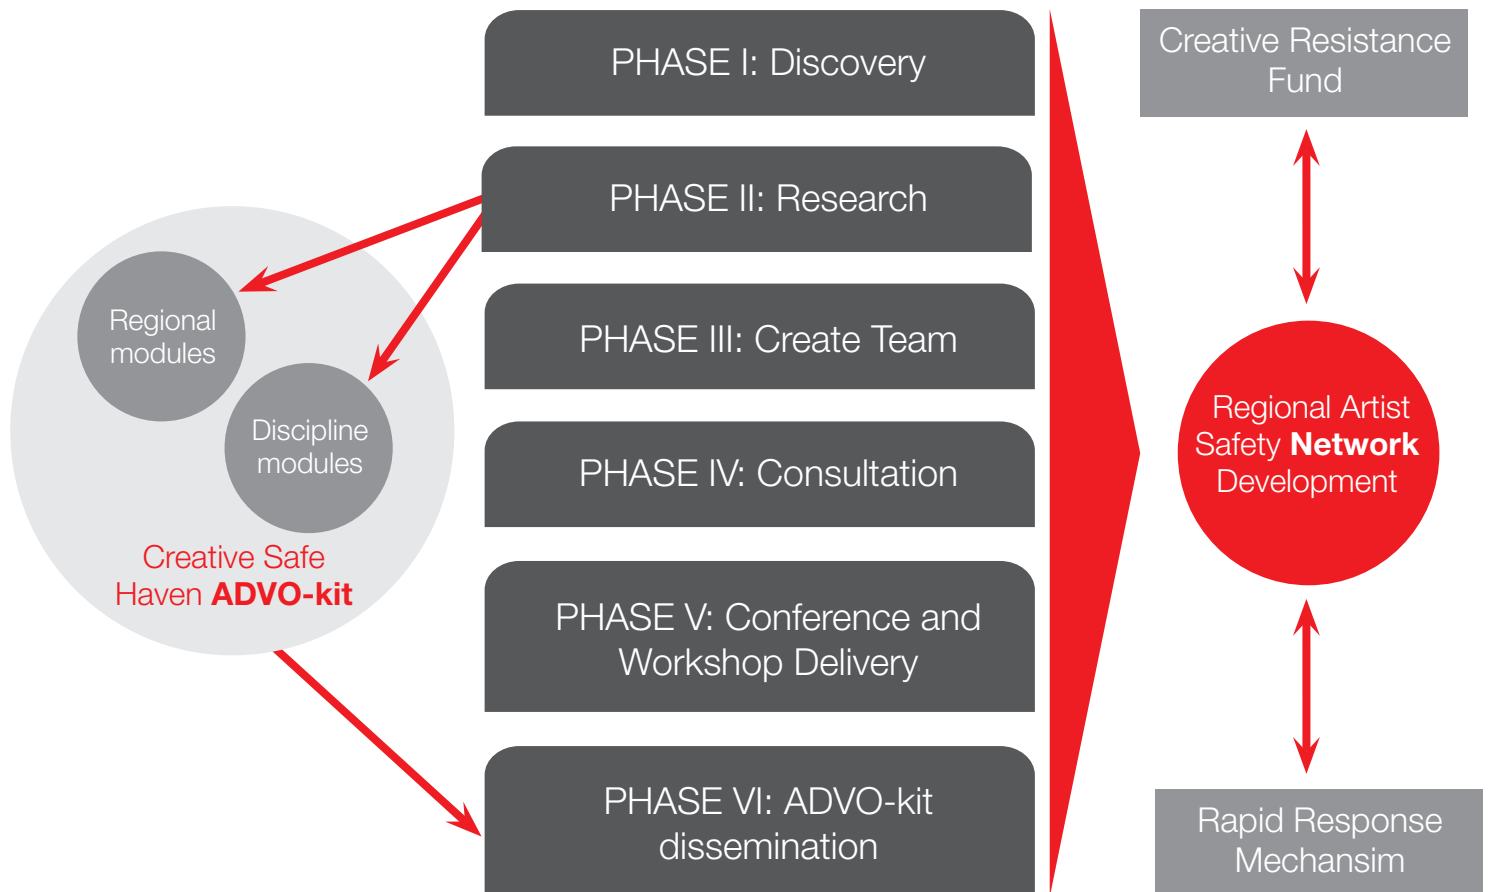 PHASE I: Discovery
PHASE II: Research
PHASE III: Create Team
PHASE IV: Consultation
PHASE V: Conference and
Workshop Delivery
PHASE VI: ADVO-kit
dissemination
Regional
modules
Discipline
modules
Creative Safe
Haven ADVO-kit
Creative Resistance
Fund
Regional Artist
Safety Network
Development
Rapid Response
Mechansim